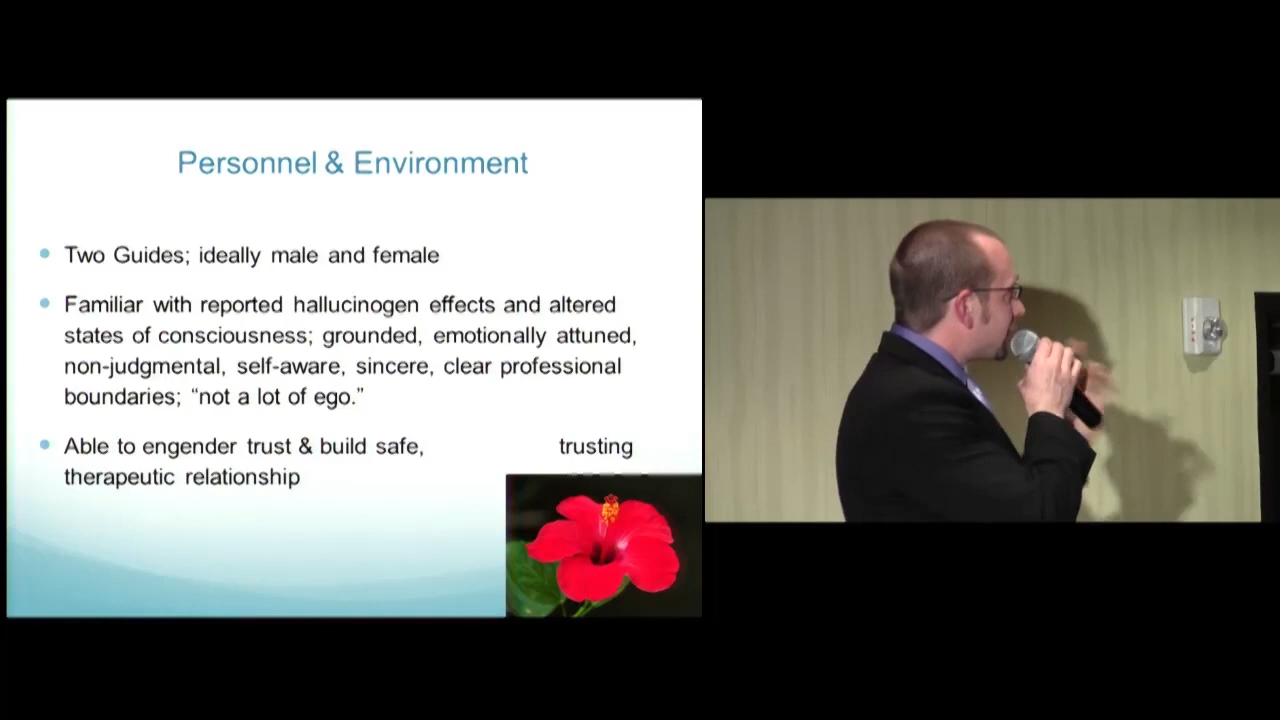 Personnel & Environment
Two Guides; ideally male and female
Familiar with reported hallucinogen effects and altered
states of consciousness; grounded, emotionally attuned,
non-judgmental, self-aware, sincere, clear professional
boundaries; “not a lot of ego.”
Able to engender trust & build safe, trusting
therapeutic relationship